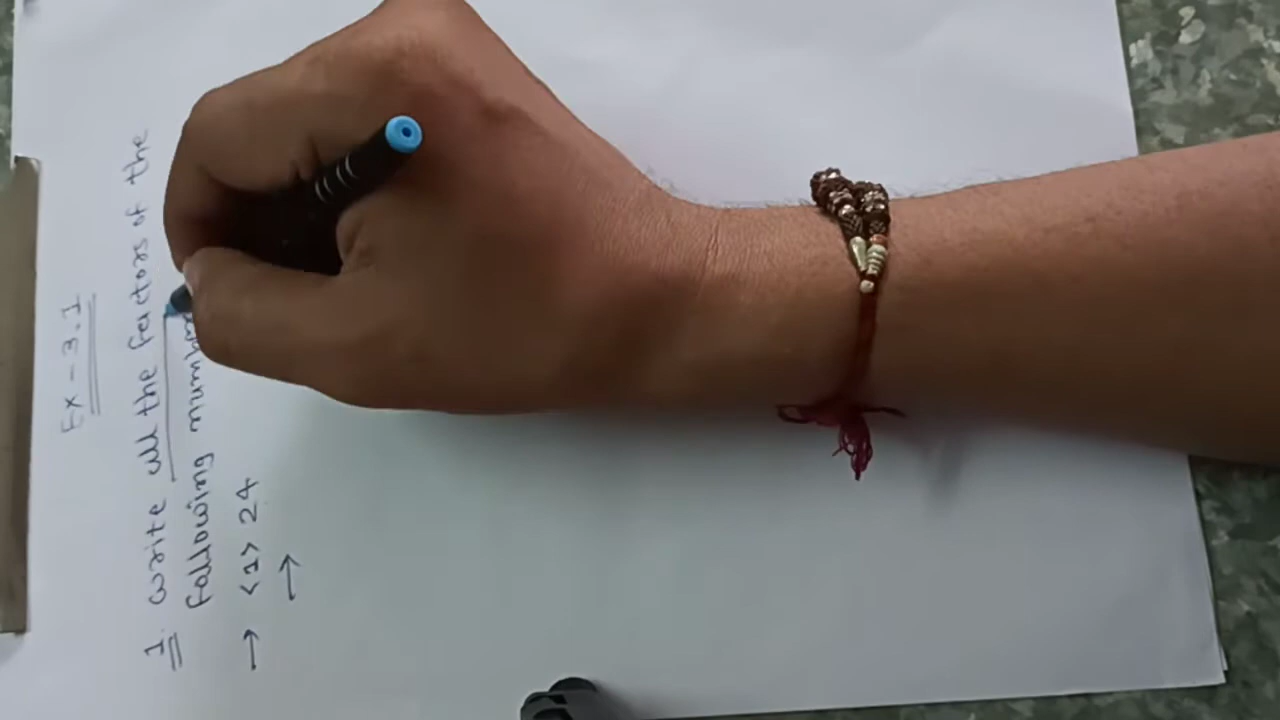 Ex - 3.1
1. write all the factors of the
following
→ <1> 24
→